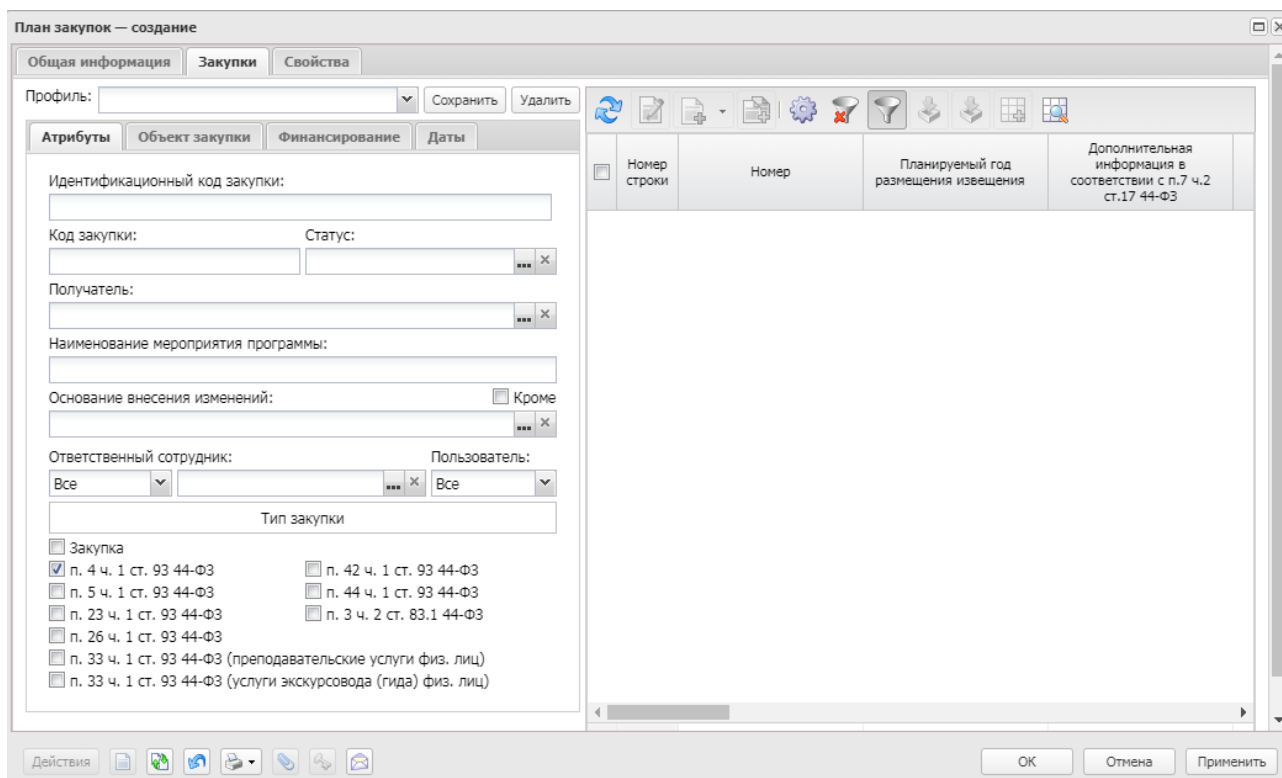 План закупок — создание
Общая информация Закупки Свойства
Профиль: Сохранить Удалить
Атрибуты Объект закупки Финансирование Даты
Идентификационный код закупки:
Код закупки: Статус:
Получатель:
Наименование мероприятия программы:
Основание внесения изменений: Кроме
Ответственный сотрудник: Пользователь:
Все Все
Тип закупки
Закупка
п. 4 ч. 1 ст. 93 44-ФЗ п. 42 ч. 1 ст. 93 44-ФЗ
п. 5 ч. 1 ст. 93 44-ФЗ п. 44 ч. 1 ст. 93 44-ФЗ
п. 23 ч. 1 ст. 93 44-ФЗ п. 3 ч. 2 ст. 83.1 44-ФЗ
п. 26 ч. 1 ст. 93 44-ФЗ
п. 33 ч. 1 ст. 93 44-ФЗ (преподавательские услуги физ. лиц)
п. 33 ч. 1 ст. 93 44-ФЗ (услуги экскурсовода (гида) физ. лиц)
Номер
строки
Номер
Планируемый год
размещения извещения
Дополнительная
информация в
соответствии с п.7 ч.2
ст.17 44-ФЗ
Действия ОК Отмена Применить